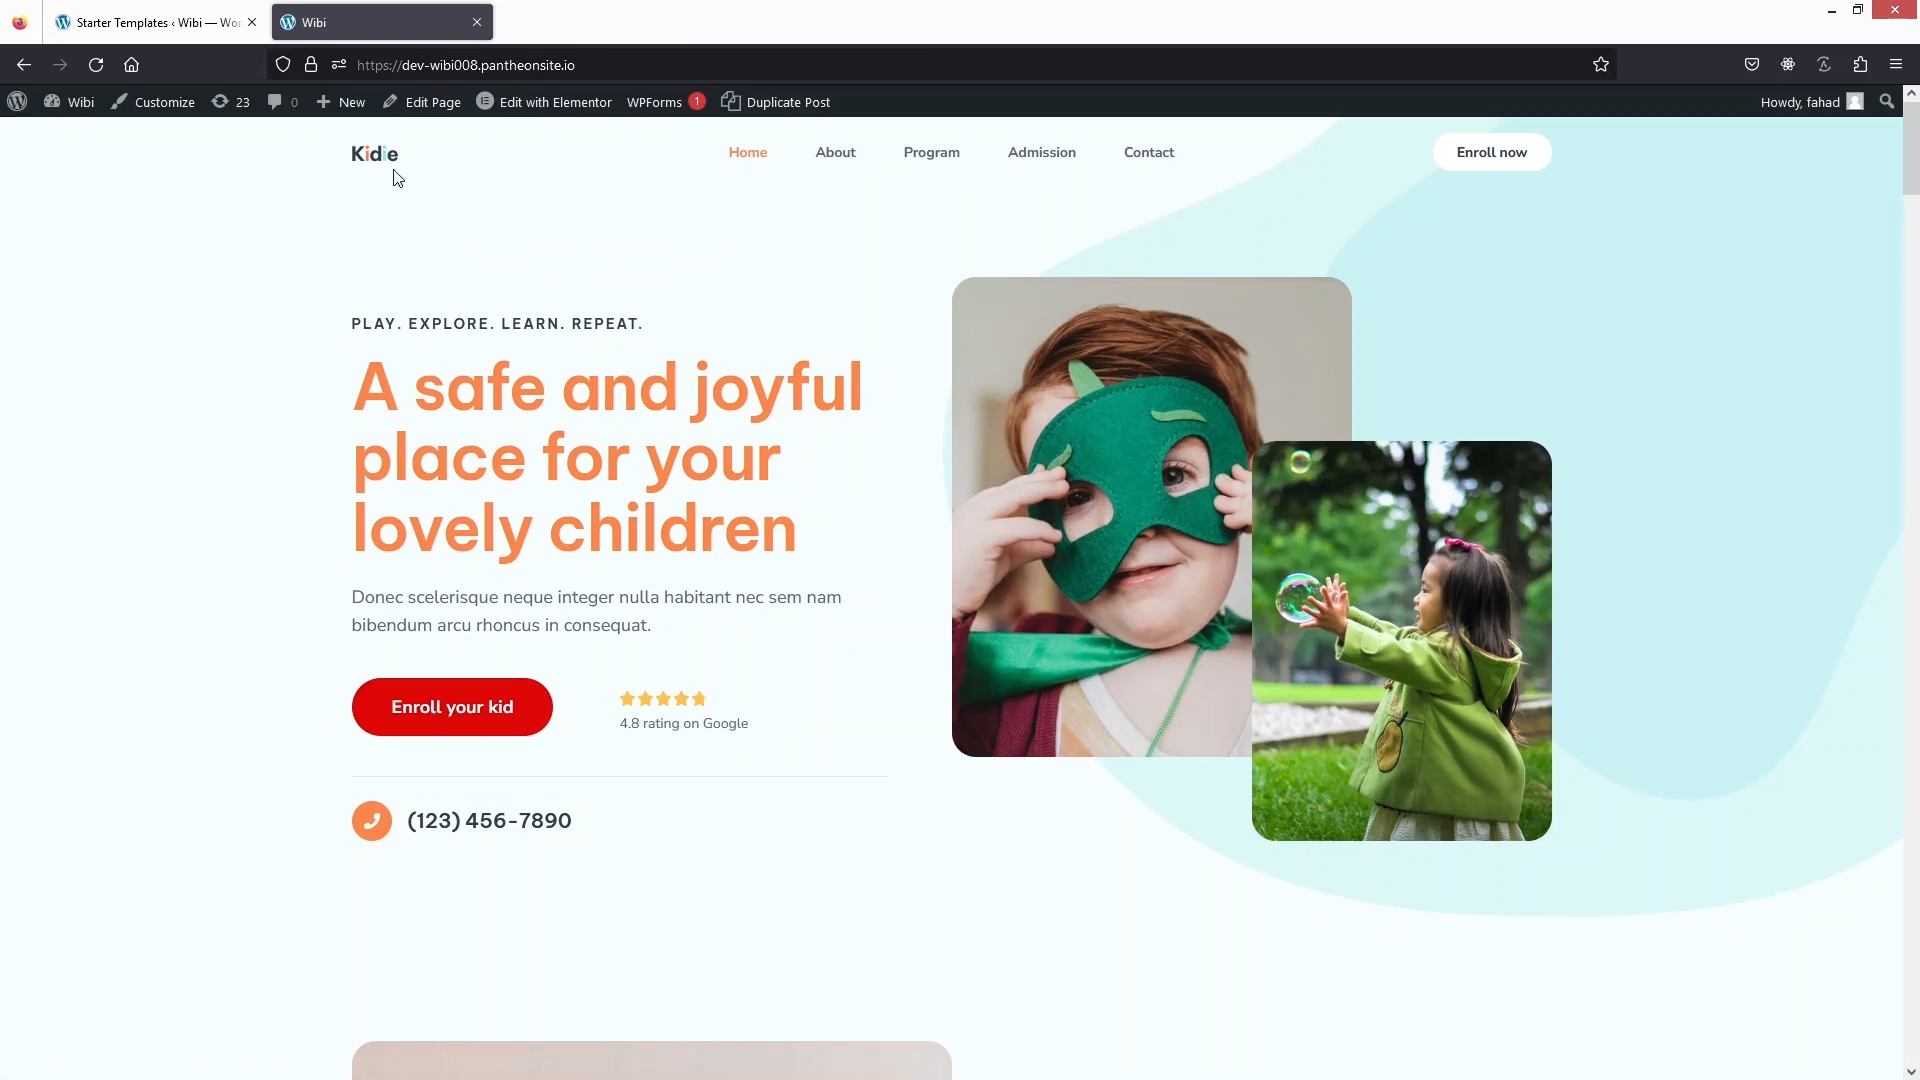 Starter Templates ‹ Wibi — Wor
Wibi
https://dev-wibi008.pantheonsite.io
Wibi
Customize
23
0
New
Edit Page
Edit with Elementor
WPForms
1
Duplicate Post
Howdy, fahad
Kidie
Home
About
Program
Admission
Contact
Enroll now
PLAY. EXPLORE. LEARN. REPEAT.
A safe and joyful
place for your
lovely children
Donec scelerisque neque integer nulla habitant nec sem nam
bibendum arcu rhoncus in consequat.
Enroll your kid
4.8 rating on Google
(123) 456-7890